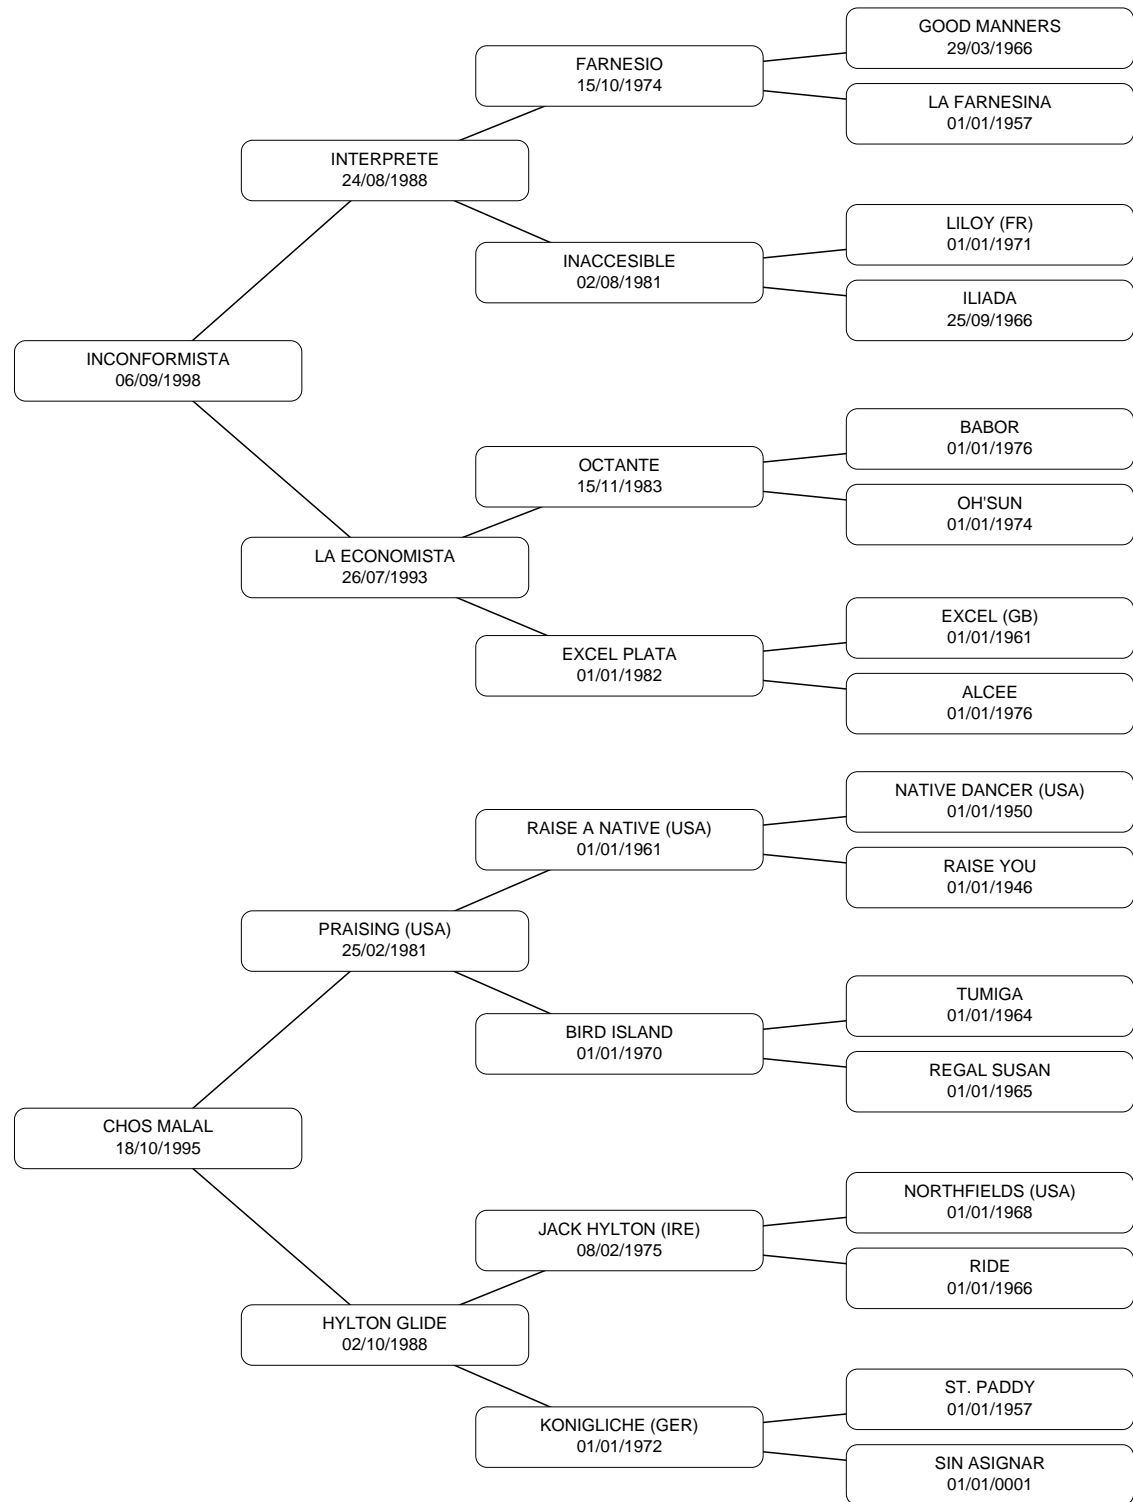 GOOD MANNERS
29/03/1966
FARNESIO
15/10/1974
LA FARNESINA
01/01/1957
INTERPRETE
24/08/1988
LILOY (FR)
01/01/1971
INACCESIBLE
02/08/1981
ILIADA
25/09/1966
INCONFORMISTA
06/09/1998
BABOR
01/01/1976
OCTANTE
15/11/1983
OH'SUN
01/01/1974
LA ECONOMISTA
26/07/1993
EXCEL (GB)
01/01/1961
EXCEL PLATA
01/01/1982
ALCEE
01/01/1976
NATIVE DANCER (USA)
01/01/1950
RAISE A NATIVE (USA)
01/01/1961
RAISE YOU
01/01/1946
PRAISING (USA)
25/02/1981
TUMIGA
01/01/1964
BIRD ISLAND
01/01/1970
REGAL SUSAN
01/01/1965
CHOS MALAL
18/10/1995
NORTHFIELDS (USA)
01/01/1968
JACK HYLTON (IRE)
08/02/1975
RIDE
01/01/1966
HYLTON GLIDE
02/10/1988
ST. PADDY
01/01/1957
KONIGLICHE (GER)
01/01/1972
SIN ASIGNAR
01/01/0001